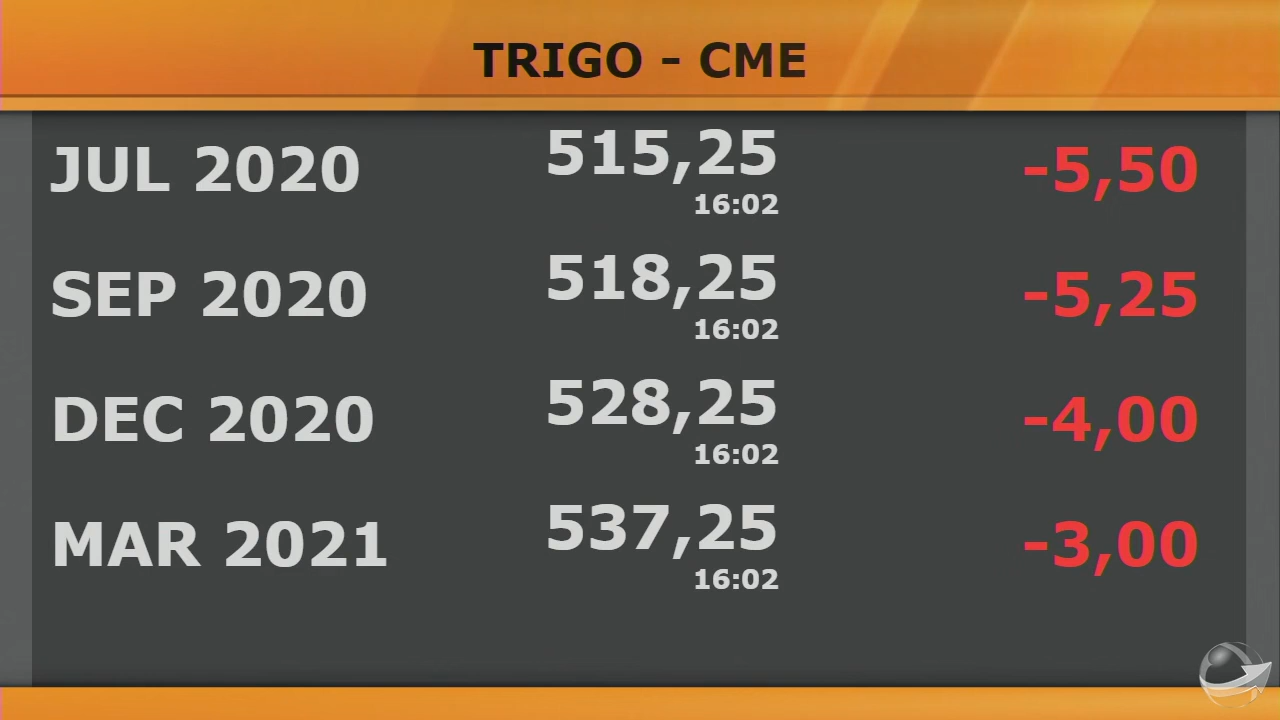 TRIGO - CME
JUL 2020 515,25 -5,50
16:02
SEP 2020 518,25 -5,25
16:02
DEC 2020 528,25 -4,00
16:02
MAR 2021 537,25 -3,00
16:02